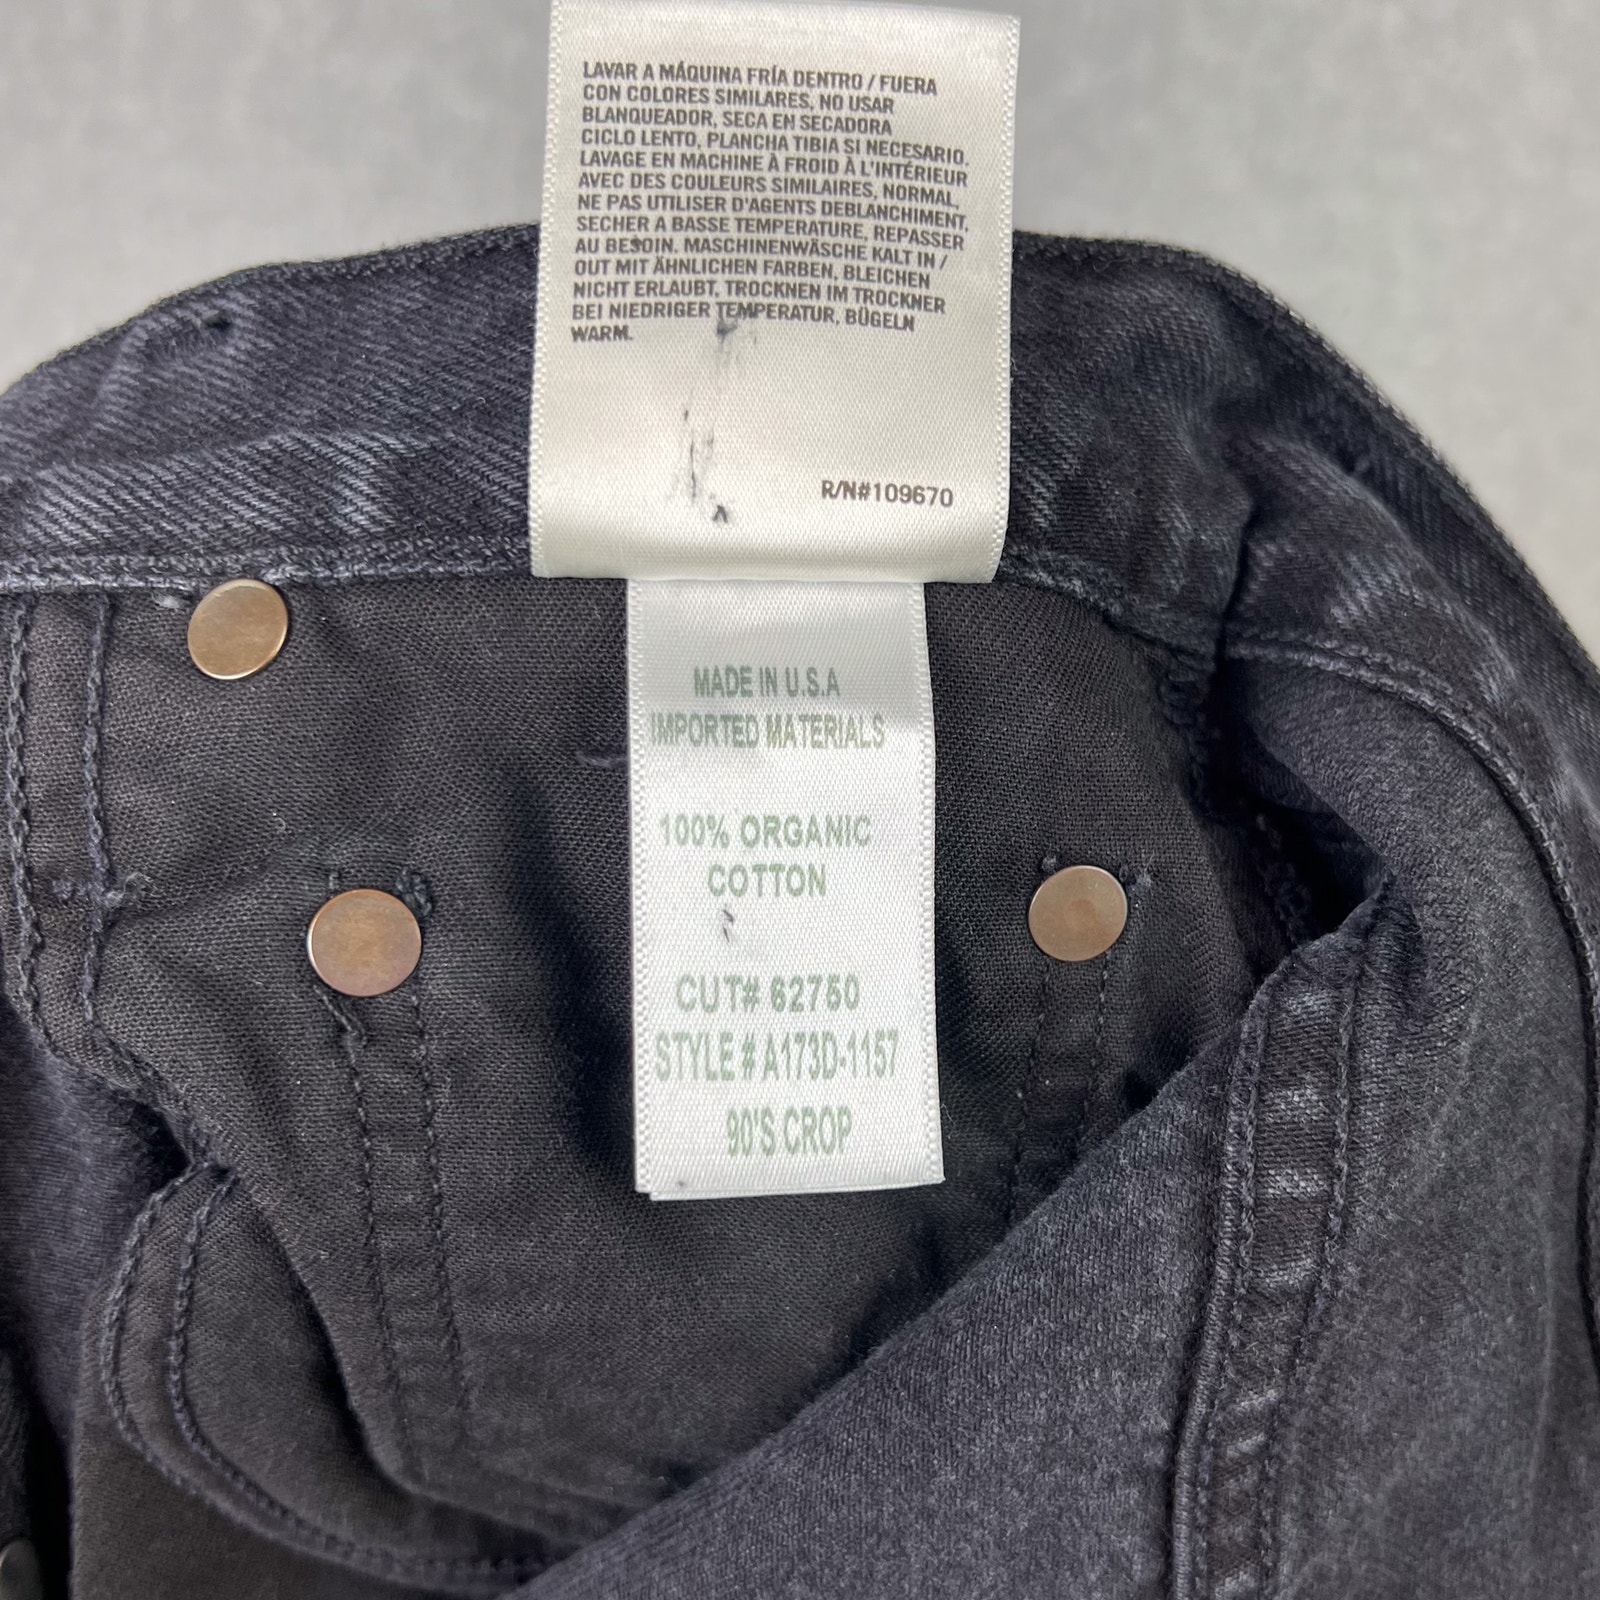 LAVAR A MÁQUINA FRÍA DENTRO / FUERA
CON COLORES SIMILARES, NO USAR
BLANQUEADOR, SECA EN SECADORA
CICLO LENTO, PLANCHA TIBIA SI NECESARIO.
LAVAGE EN MACHINE À FROID À L'INTÉRIEUR
AVEC DES COULEURS SIMILAIRES, NORMAL,
NE PAS UTILISER D'AGENTS DEBLANCHIMENT,
SECHER A BASSE TEMPERATURE, REPASSER
AU BESOIN. MASCHINENWÄSCHE KALT IN /
OUT MIT ÄHNLICHEN FARBEN, BLEICHEN
NICHT ERLAUBT, TROCKNEN IM TROCKNER
BEI NIEDRIGER TEMPERATUR, BÜGELN
WARM.
R/N#109670
MADE IN U.S.A
IMPORTED MATERIALS
100% ORGANIC
COTTON
CUT# 62750
STYLE # A173D-1157
90'S CROP